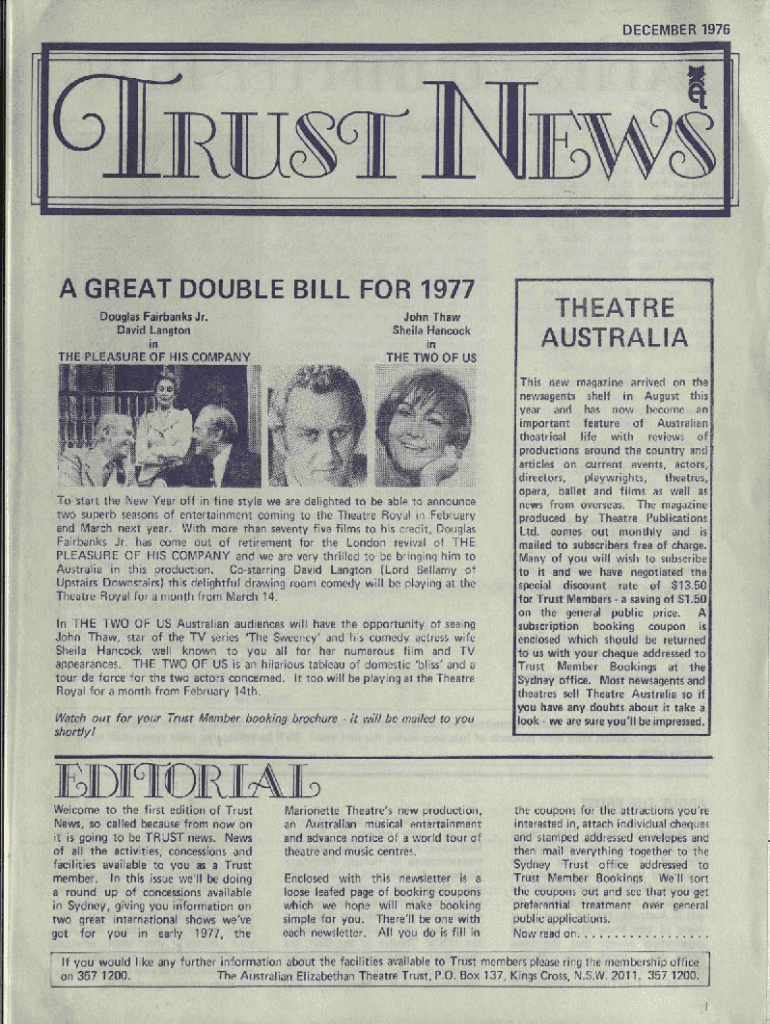 DECEMBER 1976
TRUST NEWS
A GREAT DOUBLE BILL FOR 1977
Douglas Fairbanks Jr.
David Langton
in
THE PLEASURE OF HIS COMPANY
John Thaw
Sheila Hancock
in
THE TWO OF US
To start the New Year off in fine style we are delighted to be able to announce
two superb seasons of entertainment coming to the Theatre Royal in February
and March next year. With more than seventy five films to his credit, Douglas
Fairbanks Jr. has come out of retirement for the London revival of THE
PLEASURE OF HIS COMPANY and we are very thrilled to be bringing him to
Australia in this production. Co-starring David Langton (Lord Bellamy of
Upstairs Downstairs) this delightful drawing room comedy will be playing at the
Theatre Royal for a month from March 14.
In THE TWO OF US Australian audiences will have the opportunity of seeing
John Thaw, star of the TV series 'The Sweeney' and his comedy actress wife
Sheila Hancock well known to you all for her numerous film and TV
appearances. THE TWO OF US is an hilarious tableau of domestic 'bliss' and a
tour de force for the two actors concerned. It too will be playing at the Theatre
Royal for a month from February 14th.
Watch out for your Trust Member booking brochure - it will be mailed to you
shortly!
THEATRE
AUSTRALIA
This new magazine arrived on the
newsagents shelf in August this
year and has now become an
important feature of Australian
theatrical life with reviews of
productions around the country and
articles on current events, actors,
directors, playwrights, theatres,
opera, ballet and films as well as
news from overseas. The magazine
produced by Theatre Publications
Ltd. comes out monthly and is
mailed to subscribers free of charge.
Many of you will wish to subscribe
to it and we have negotiated the
special discount rate of $13.50
for Trust Members - a saving of $1.50
on the general public price. A
subscription booking coupon is
enclosed which should be returned
to us with your cheque addressed to
Trust Member Bookings at the
Sydney office. Most newsagents and
theatres sell Theatre Australia so if
you have any doubts about it take a
look - we are sure you'll be impressed.
EDITORIAL
Welcome to the first edition of Trust
News, so called because from now on
it is going to be TRUST news. News
of all the activities, concessions and
facilities available to you as a Trust
member. In this issue we'll be doing
a round up of concessions available
in Sydney, giving you information on
two great international shows we've
got for you in early 1977, the
Marionette Theatre's new production,
an Australian musical entertainment
and advance notice of a world tour of
theatre and music centres.
Enclosed with this newsletter is a
loose leafed page of booking coupons
which we hope will make booking
simple for you. There'll be one with
each newsletter. All you do is fill in
the coupons for the attractions you're
interested in, attach individual cheques
and stamped addressed envelopes and
then mail everything together to the
Sydney Trust office addressed to
Trust Member Bookings. We'll sort
the coupons out and see that you get
preferential treatment over general
public applications.
Now read on. . . . . . . . . . . . . . . . . . .
If you would like any further information about the facilities available to Trust members please ring the membership office
on 357 1200. The Australian Elizabethan Theatre Trust, P.O. Box 137, Kings Cross, N.S.W. 2011. 357 1200.
1